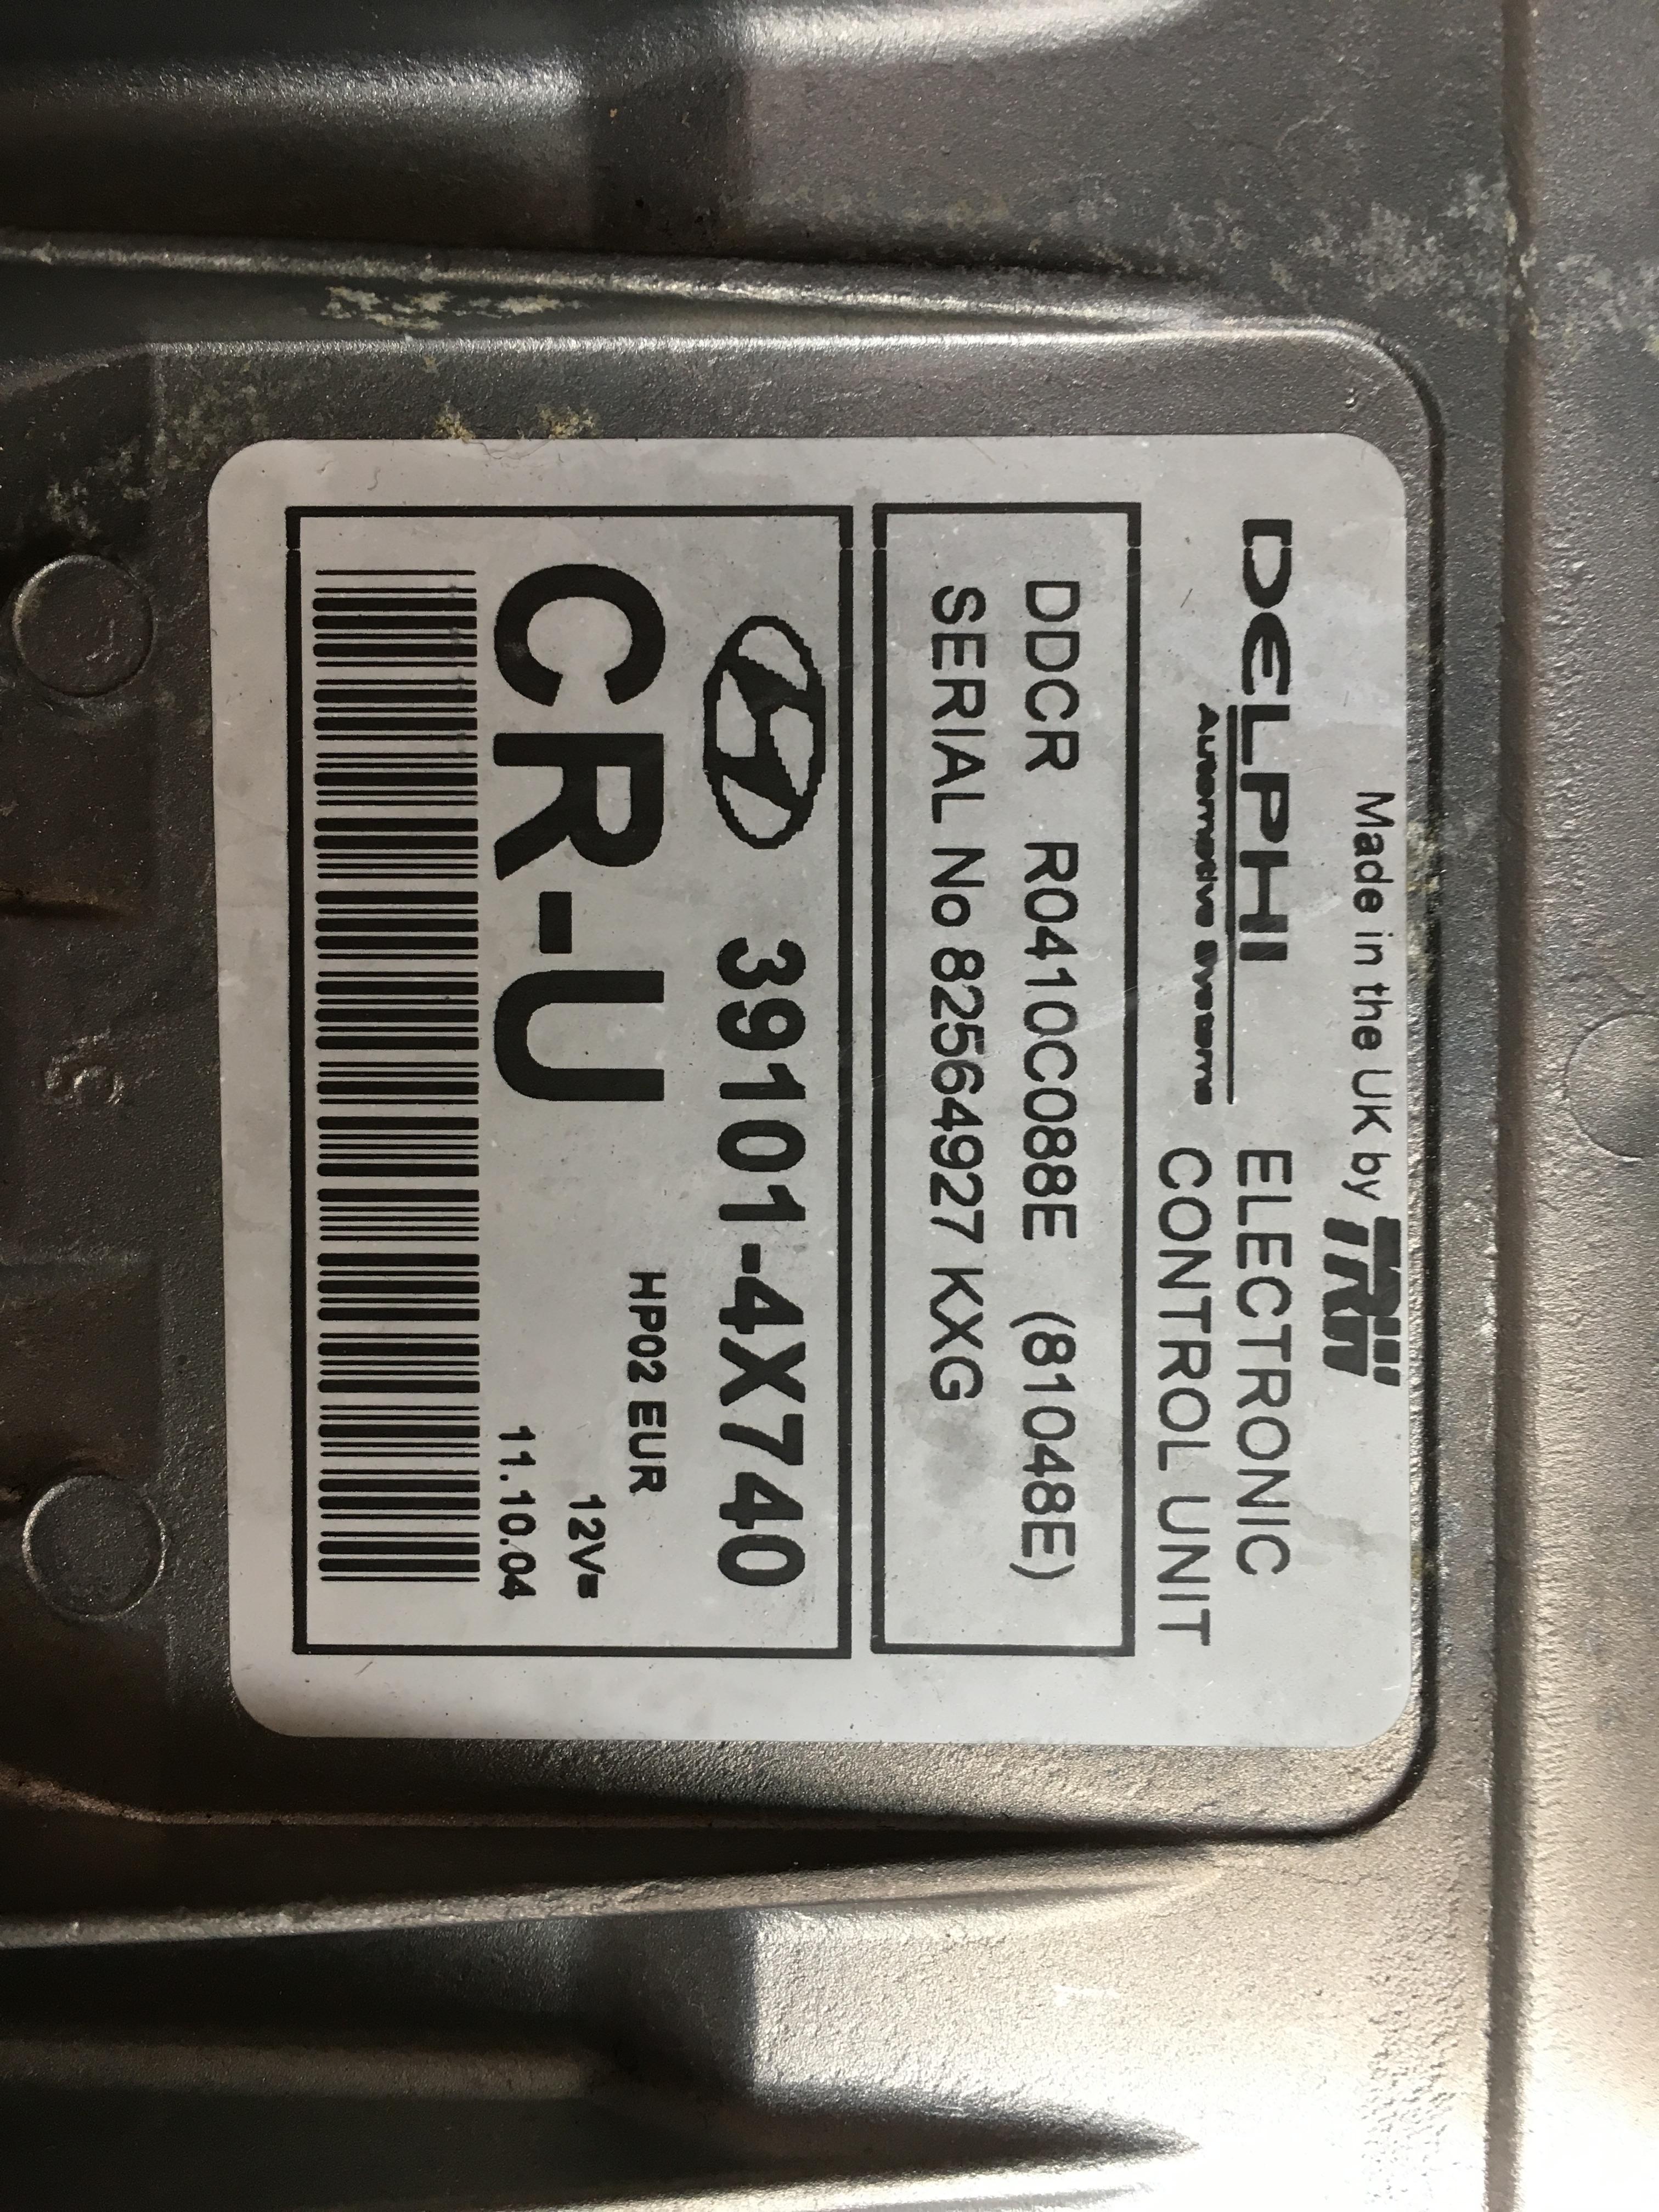 Made in the UK by TRW
DELPHI
Automotive Systems
ELECTRONIC
CONTROL UNIT
DDCR R0410C088E (81048E)
SERIAL No 82564927 KXG
39101-4X740
HP02 EUR
CR-U
12V=
11.10.04
5